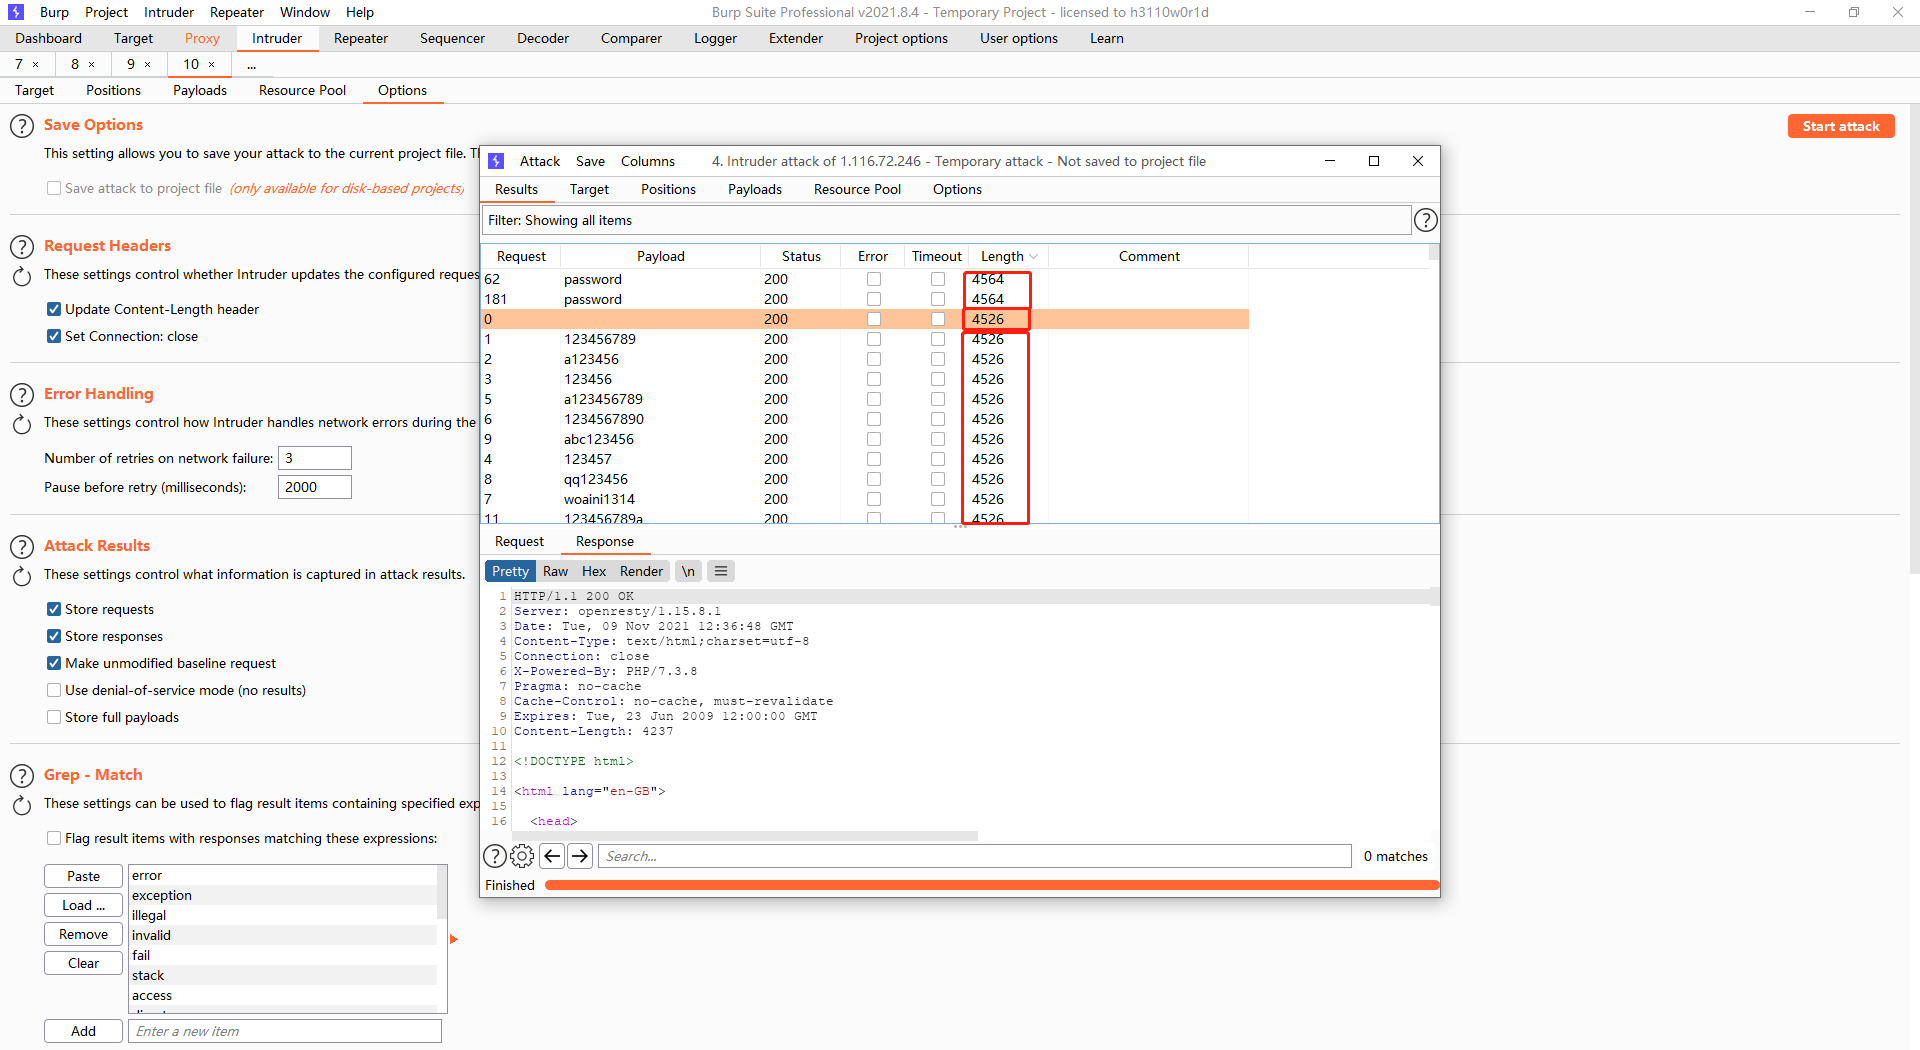 Burp Project Intruder Repeater Window Help Burp Suite Professional v2021.8.4 - Temporary Project - licensed to h3110w0r1d
Dashboard Target Proxy Intruder Repeater Sequencer Decoder Comparer Logger Extender Project options User options Learn
7 × 8 × 9 × 10 × ...
Target Positions Payloads Resource Pool Options
? Save Options
Start attack
This setting allows you to save your attack to the current project file.
Save attack to project file (only available for disk-based projects)
? Request Headers
These settings control whether Intruder updates the configured reques
Update Content-Length header
Set Connection: close
? Error Handling
These settings control how Intruder handles network errors during the
Number of retries on network failure: 3
Pause before retry (milliseconds): 2000
? Attack Results
These settings control what information is captured in attack results.
Store requests
Store responses
Make unmodified baseline request
Use denial-of-service mode (no results)
Store full payloads
? Grep - Match
These settings can be used to flag result items containing specified exp
Flag result items with responses matching these expressions:
Paste
Load ...
Remove
Clear
error
exception
illegal
invalid
fail
stack
access
Add Enter a new item
Attack Save Columns 4. Intruder attack of 1.116.72.246 - Temporary attack - Not saved to project file
Results Target Positions Payloads Resource Pool Options
Filter: Showing all items ?
Request Payload Status Error Timeout Length Comment
62 password 200 4564
181 password 200 4564
0 200 4526
1 123456789 200 4526
2 a123456 200 4526
3 123456 200 4526
5 a123456789 200 4526
6 1234567890 200 4526
9 abc123456 200 4526
4 123457 200 4526
8 qq123456 200 4526
7 woaini1314 200 4526
11 123456789a 200 4526
Request Response
Pretty Raw Hex Render \n
1 HTTP/1.1 200 OK
2 Server: openresty/1.15.8.1
3 Date: Tue, 09 Nov 2021 12:36:48 GMT
4 Content-Type: text/html;charset=utf-8
5 Connection: close
6 X-Powered-By: PHP/7.3.8
7 Pragma: no-cache
8 Cache-Control: no-cache, must-revalidate
9 Expires: Tue, 23 Jun 2009 12:00:00 GMT
10 Content-Length: 4237
11
12 <!DOCTYPE html>
13
14 <html lang="en-GB">
15
16 <head>
? Search... 0 matches
Finished